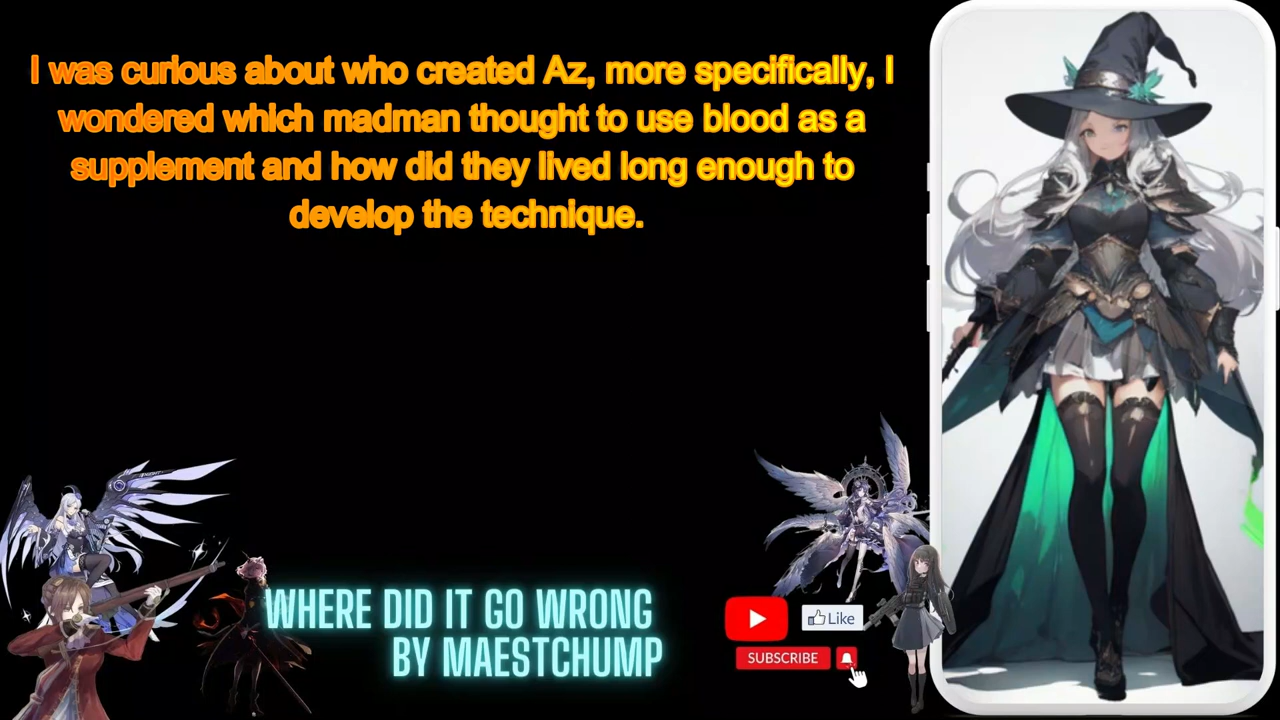 I was curious about who created Az, more specifically, I
wondered which madman thought to use blood as a
supplement and how did they lived long enough to
develop the technique.
WHERE DID IT GO WRONG
BY MAESTCHUMP
Like
SUBSCRIBE